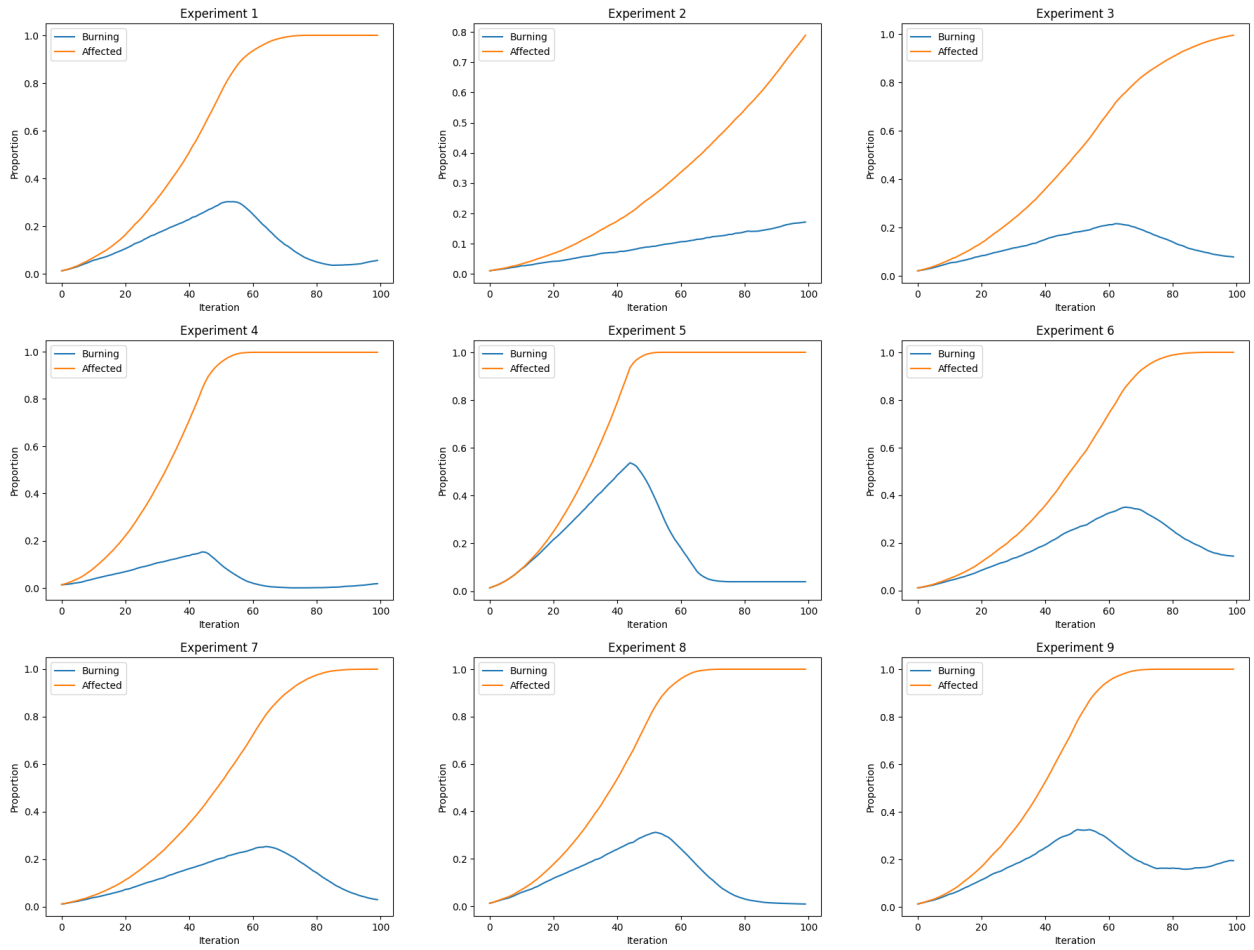 Experiment 1
Burning
Affected
Proportion
1.0
0.8
0.6
0.4
0.2
0.0
0 20 40 60 80 100
Iteration
Experiment 2
Burning
Affected
Proportion
0.8
0.7
0.6
0.5
0.4
0.3
0.2
0.1
0.0
0 20 40 60 80 100
Iteration
Experiment 3
Burning
Affected
Proportion
1.0
0.8
0.6
0.4
0.2
0.0
0 20 40 60 80 100
Iteration
Experiment 4
Burning
Affected
Proportion
1.0
0.8
0.6
0.4
0.2
0.0
0 20 40 60 80 100
Iteration
Experiment 5
Burning
Affected
Proportion
1.0
0.8
0.6
0.4
0.2
0.0
0 20 40 60 80 100
Iteration
Experiment 6
Burning
Affected
Proportion
1.0
0.8
0.6
0.4
0.2
0.0
0 20 40 60 80 100
Iteration
Experiment 7
Burning
Affected
Proportion
1.0
0.8
0.6
0.4
0.2
0.0
0 20 40 60 80 100
Iteration
Experiment 8
Burning
Affected
Proportion
1.0
0.8
0.6
0.4
0.2
0.0
0 20 40 60 80 100
Iteration
Experiment 9
Burning
Affected
Proportion
1.0
0.8
0.6
0.4
0.2
0.0
0 20 40 60 80 100
Iteration